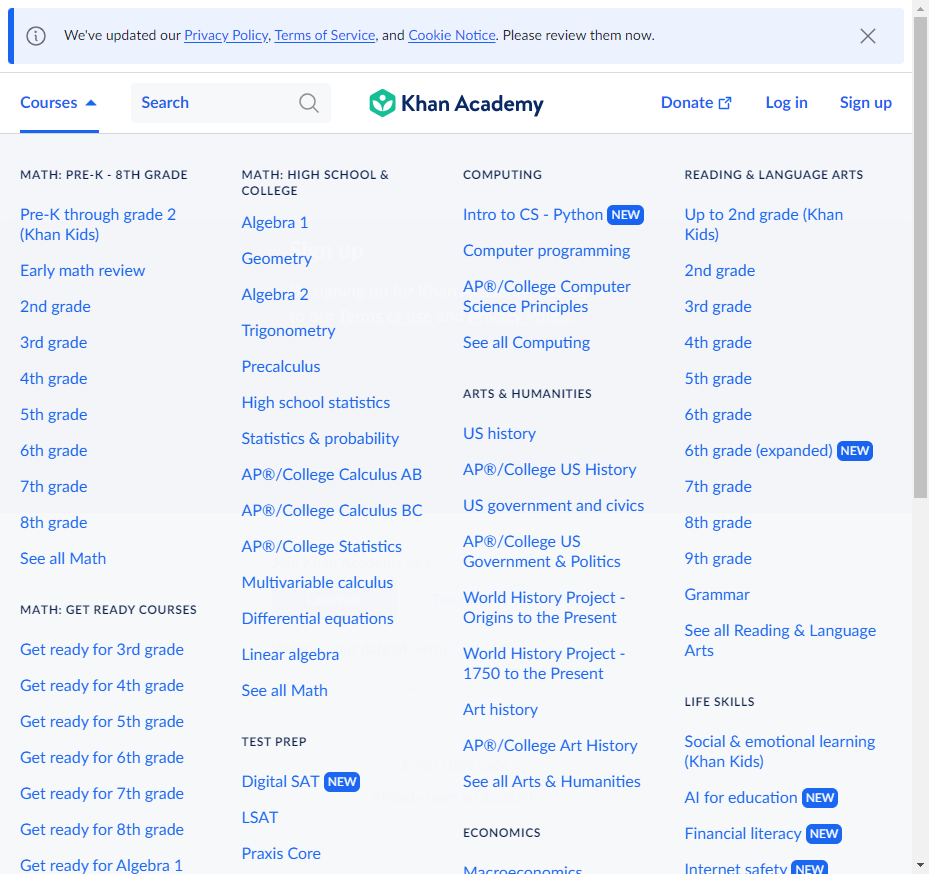 We've updated our Privacy Policy, Terms of Service, and Cookie Notice. Please review them now.
Courses
Search
Khan Academy
Donate
Log in
Sign up
MATH: PRE-K - 8TH GRADE
Pre-K through grade 2
(Khan Kids)
Early math review
2nd grade
3rd grade
4th grade
5th grade
6th grade
7th grade
8th grade
See all Math
MATH: GET READY COURSES
Get ready for 3rd grade
Get ready for 4th grade
Get ready for 5th grade
Get ready for 6th grade
Get ready for 7th grade
Get ready for 8th grade
Get ready for Algebra 1
MATH: HIGH SCHOOL &
COLLEGE
Algebra 1
Geometry
Algebra 2
Trigonometry
Precalculus
High school statistics
Statistics & probability
AP®/College Calculus AB
AP®/College Calculus BC
AP®/College Statistics
Multivariable calculus
Differential equations
Linear algebra
See all Math
TEST PREP
Digital SAT NEW
LSAT
Praxis Core
COMPUTING
Intro to CS - Python NEW
Computer programming
AP®/College Computer
Science Principles
See all Computing
ARTS & HUMANITIES
US history
AP®/College US History
US government and civics
AP®/College US
Government & Politics
World History Project -
Origins to the Present
World History Project -
1750 to the Present
Art history
AP®/College Art History
See all Arts & Humanities
ECONOMICS
Macroeconomics
READING & LANGUAGE ARTS
Up to 2nd grade (Khan
Kids)
2nd grade
3rd grade
4th grade
5th grade
6th grade
6th grade (expanded) NEW
7th grade
8th grade
9th grade
Grammar
See all Reading & Language
Arts
LIFE SKILLS
Social & emotional learning
(Khan Kids)
AI for education NEW
Financial literacy NEW
Internet safety NEW